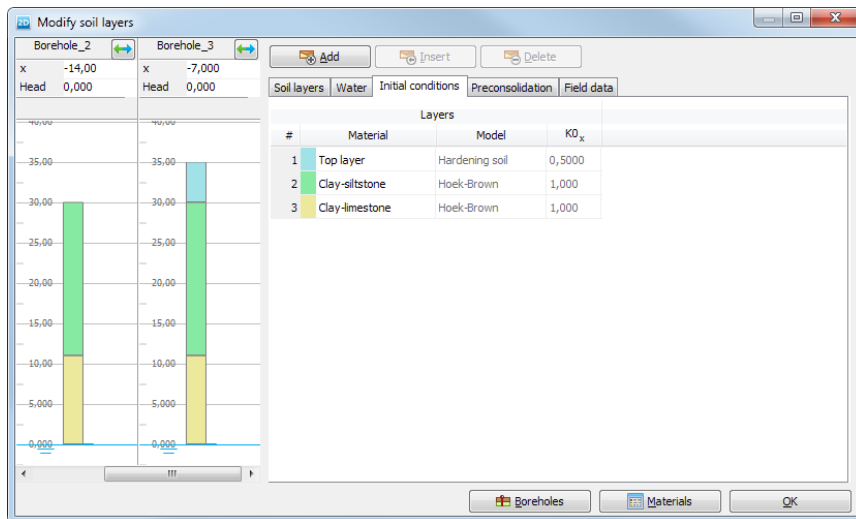 Modify soil layers
Borehole_2 Borehole_3
x -14,00 x -7,000
Head 0,000 Head 0,000
Add Insert Delete
Soil layers Water Initial conditions Preconsolidation Field data
Layers
# Material Model K0x
1 Top layer Hardening soil 0,5000
2 Clay-siltstone Hoek-Brown 1,000
3 Clay-limestone Hoek-Brown 1,000
40,00 40,00
35,00 35,00
30,00 30,00
25,00 25,00
20,00 20,00
15,00 15,00
10,00 10,00
5,000 5,000
0,000 0,000
Boreholes Materials OK